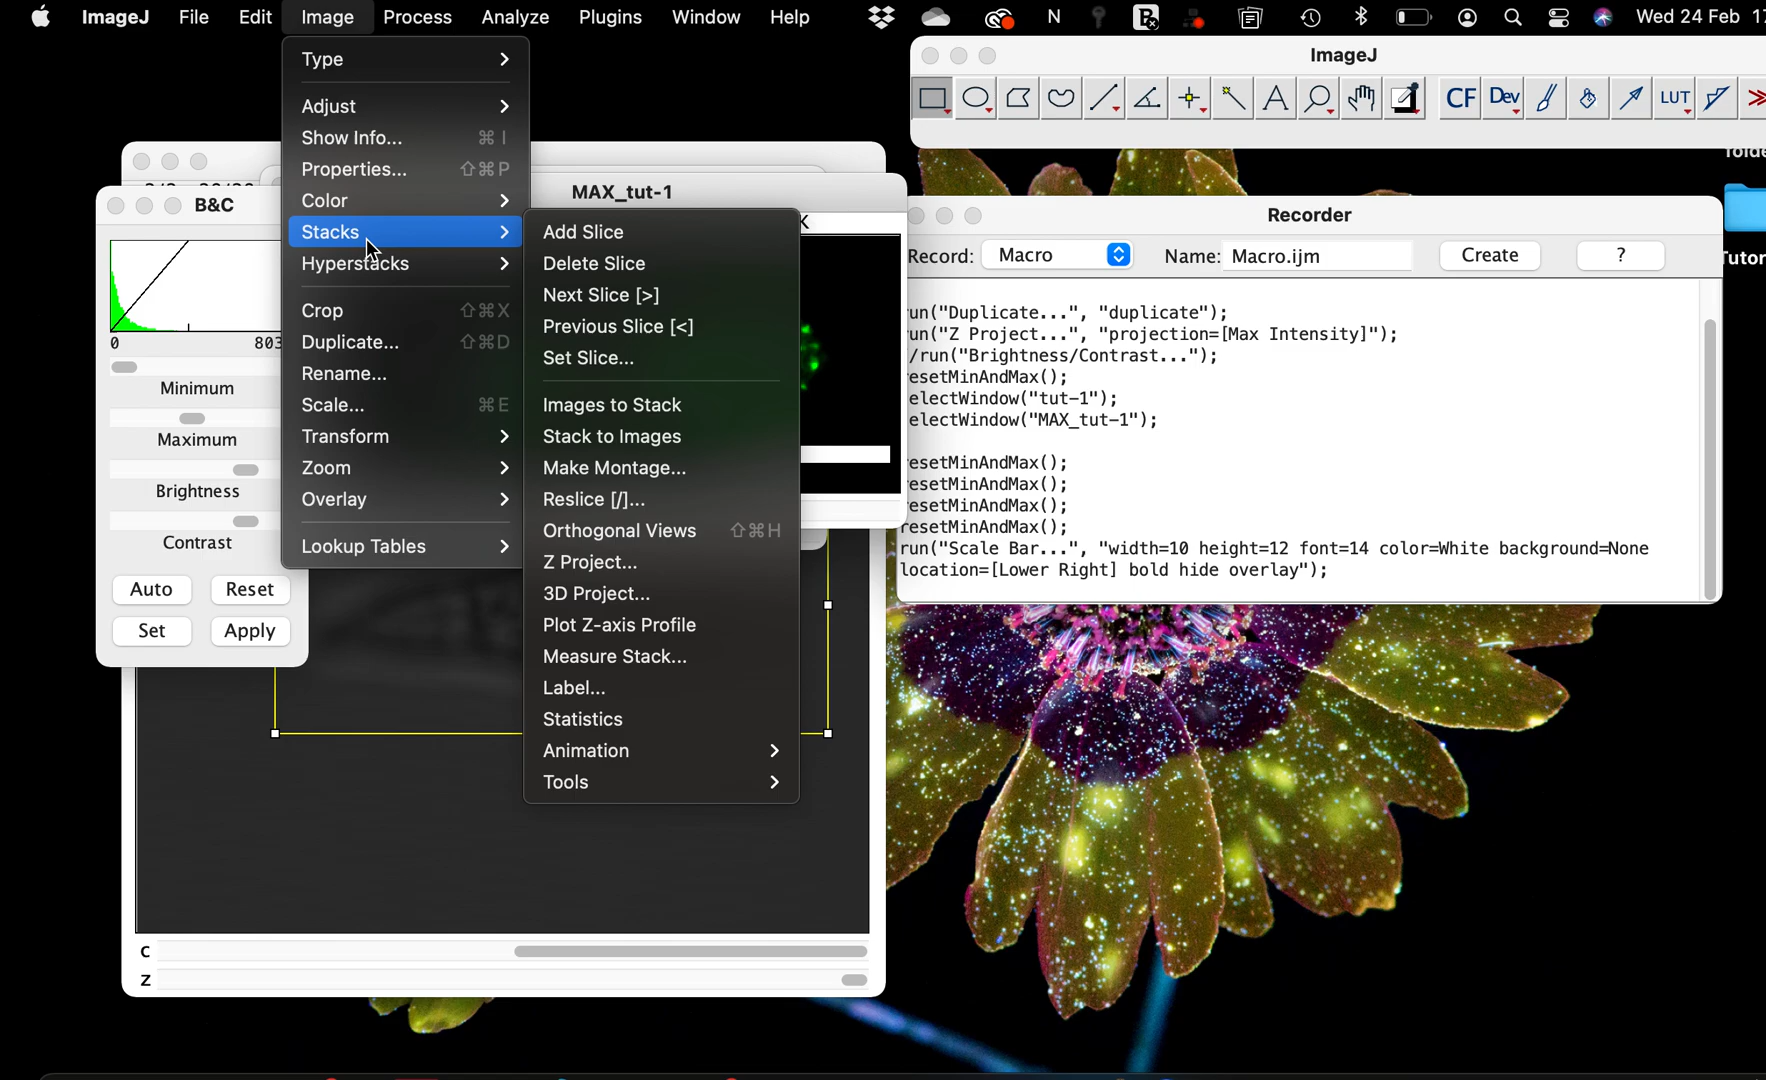 ImageJ File Edit Image Process Analyze Plugins Window Help N Wed 24 Feb
Type
Adjust
Show Info... ⌘ I
Properties... ⇧⌘P
Color
Stacks
Hyperstacks
Crop ⇧⌘X
Duplicate... ⇧⌘D
Rename...
Scale... ⌘E
Transform
Zoom
Overlay
Lookup Tables
Add Slice
Delete Slice
Next Slice [>]
Previous Slice [<]
Set Slice...
Images to Stack
Stack to Images
Make Montage...
Reslice [/]...
Orthogonal Views ⇧⌘H
Z Project...
3D Project...
Plot Z-axis Profile
Measure Stack...
Label...
Statistics
Animation
Tools
B&C
0 803
Minimum
Maximum
Brightness
Contrast
Auto Reset
Set Apply
MAX_tut-1
C
Z
ImageJ
A CF Dev LUT
Recorder
Record: Macro Name: Macro.ijm Create ?
un("Duplicate...", "duplicate");
un("Z Project...", "projection=[Max Intensity]");
/run("Brightness/Contrast...");
esetMinAndMax();
electWindow("tut-1");
electWindow("MAX_tut-1");
esetMinAndMax();
esetMinAndMax();
esetMinAndMax();
resetMinAndMax();
run("Scale Bar...", "width=10 height=12 font=14 color=White background=None
location=[Lower Right] bold hide overlay");